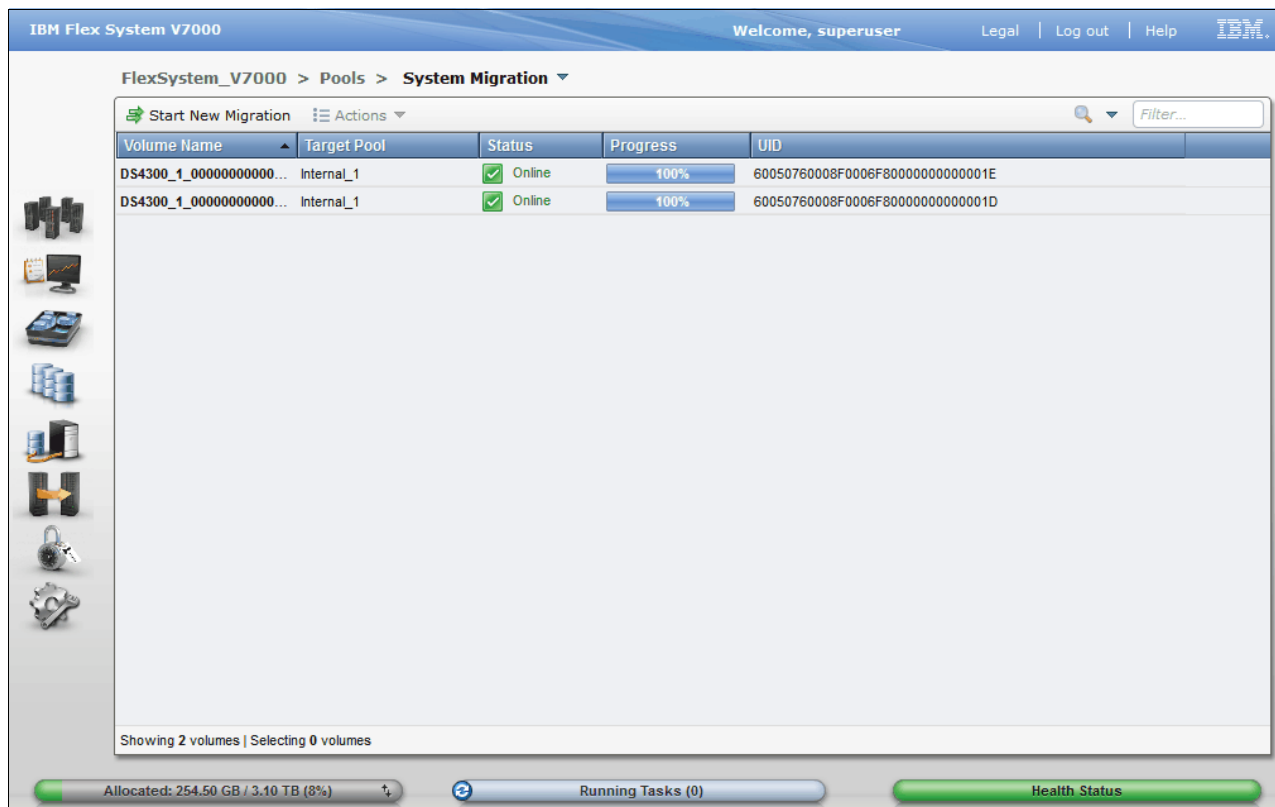 IBM Flex System V7000 Welcome, superuser Legal | Log out | Help IBM.
FlexSystem_V7000 > Pools > System Migration
Start New Migration Actions Filter...
Volume Name Target Pool Status Progress UID
DS4300_1_00000000000... Internal_1 Online 100% 60050760008F0006F80000000000001E
DS4300_1_00000000000... Internal_1 Online 100% 60050760008F0006F80000000000001D
Showing 2 volumes | Selecting 0 volumes
Allocated: 254.50 GB / 3.10 TB (8%) Running Tasks (0) Health Status